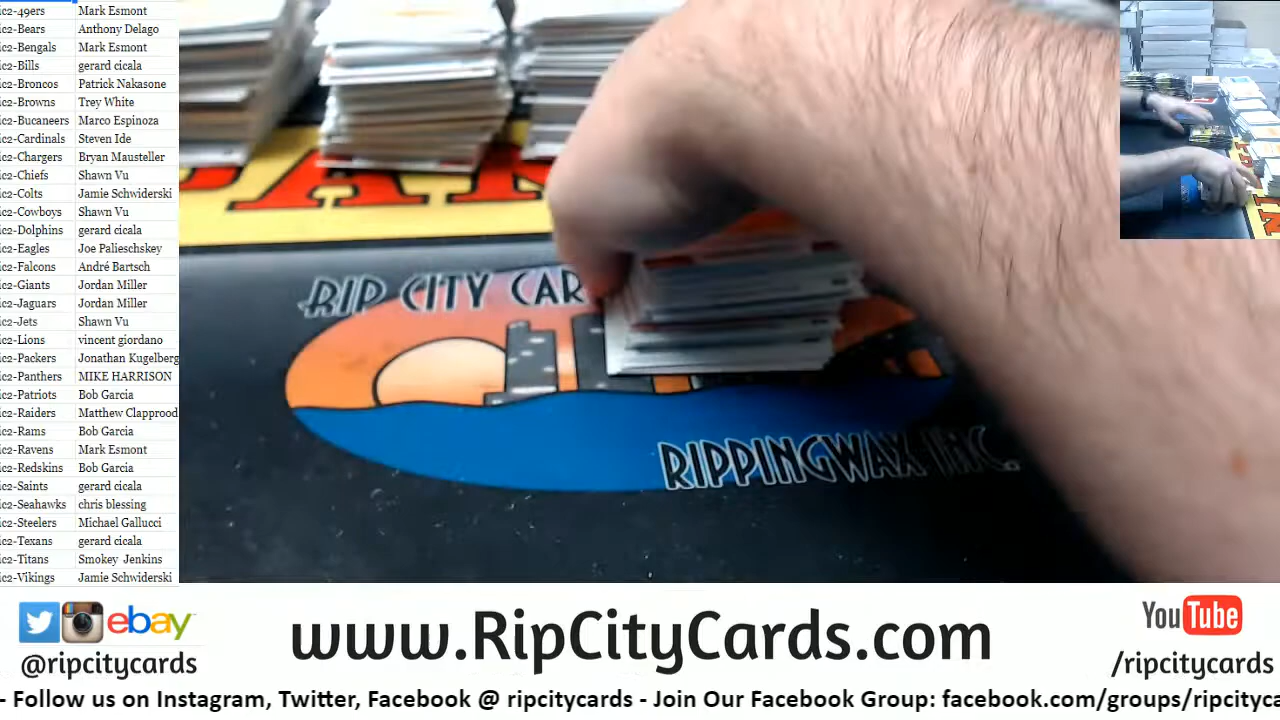 ic2-49ers Mark Esmont
ic2-Bears Anthony Delago
ic2-Bengals Mark Esmont
ic2-Bills gerard cicala
ic2-Broncos Patrick Nakasone
ic2-Browns Trey White
ic2-Bucaneers Marco Espinoza
ic2-Cardinals Steven Ide
ic2-Chargers Bryan Mausteller
ic2-Chiefs Shawn Vu
ic2-Colts Jamie Schwiderski
ic2-Cowboys Shawn Vu
ic2-Dolphins gerard cicala
ic2-Eagles Joe Palieschskey
ic2-Falcons André Bartsch
ic2-Giants Jordan Miller
ic2-Jaguars Jordan Miller
ic2-Jets Shawn Vu
ic2-Lions vincent giordano
ic2-Packers Jonathan Kugelberg
ic2-Panthers MIKE HARRISON
ic2-Patriots Bob Garcia
ic2-Raiders Matthew Clapprood
ic2-Rams Bob Garcia
ic2-Ravens Mark Esmont
ic2-Redskins Bob Garcia
ic2-Saints gerard cicala
ic2-Seahawks chris blessing
ic2-Steelers Michael Gallucci
ic2-Texans gerard cicala
ic2-Titans Smokey Jenkins
ic2-Vikings Jamie Schwiderski
RIP CITY CAR
RIPPINGWAX INC.
ebay
@ripcitycards
www.RipCityCards.com
YouTube
/ripcitycards
- Follow us on Instagram, Twitter, Facebook @ ripcitycards - Join Our Facebook Group: facebook.com/groups/ripcityca